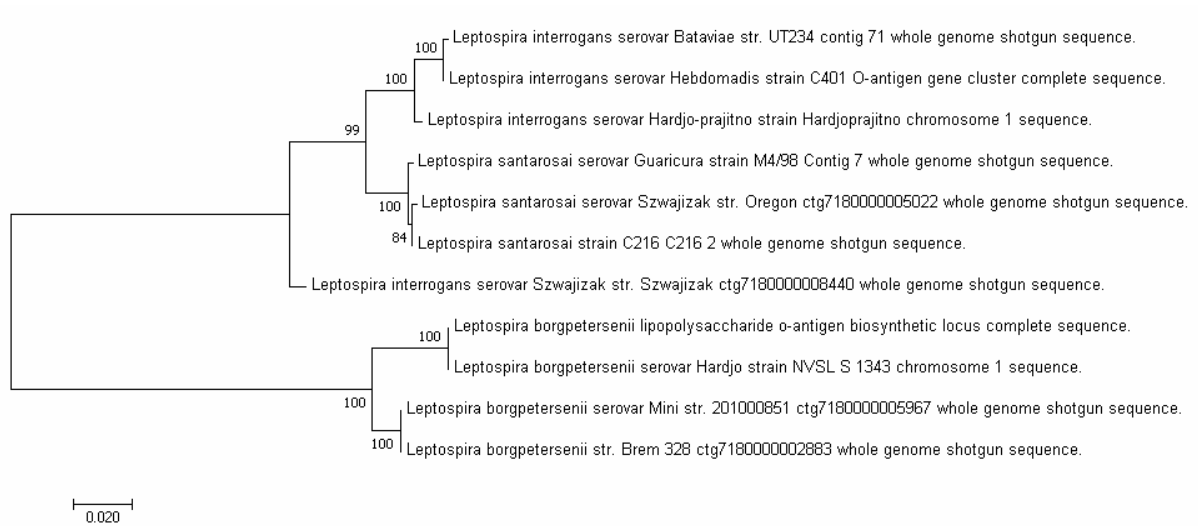 Leptospira interrogans serovar Bataviae str. UT234 contig 71 whole genome shotgun sequence.
100
Leptospira interrogans serovar Hebdomadis strain C401 O-antigen gene cluster complete sequence.
100
Leptospira interrogans serovar Hardjo-prajitno strain Hardjoprajitno chromosome 1 sequence.
99
Leptospira santarosai serovar Guaricura strain M4/98 Contig 7 whole genome shotgun sequence.
100
Leptospira santarosai serovar Szwajizak str. Oregon ctg7180000005022 whole genome shotgun sequence.
84
Leptospira santarosai strain C216 C216 2 whole genome shotgun sequence.
Leptospira interrogans serovar Szwajizak str. Szwajizak ctg7180000008440 whole genome shotgun sequence.
Leptospira borgpetersenii lipopolysaccharide o-antigen biosynthetic locus complete sequence.
100
Leptospira borgpetersenii serovar Hardjo strain NVSL S 1343 chromosome 1 sequence.
100
Leptospira borgpetersenii serovar Mini str. 201000851 ctg7180000005967 whole genome shotgun sequence.
100
Leptospira borgpetersenii str. Brem 328 ctg7180000002883 whole genome shotgun sequence.
0.020